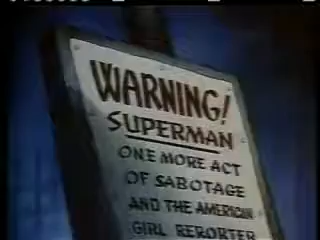 WARNING!
SUPERMAN
ONE MORE ACT
OF SABOTAGE
AND THE AMERICAN
GIRL REPORTER